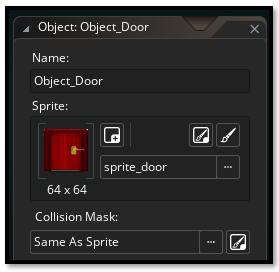 Object: Object_Door
Name:
Object_Door
Sprite:
sprite_door
64 x 64
Collision Mask:
Same As Sprite